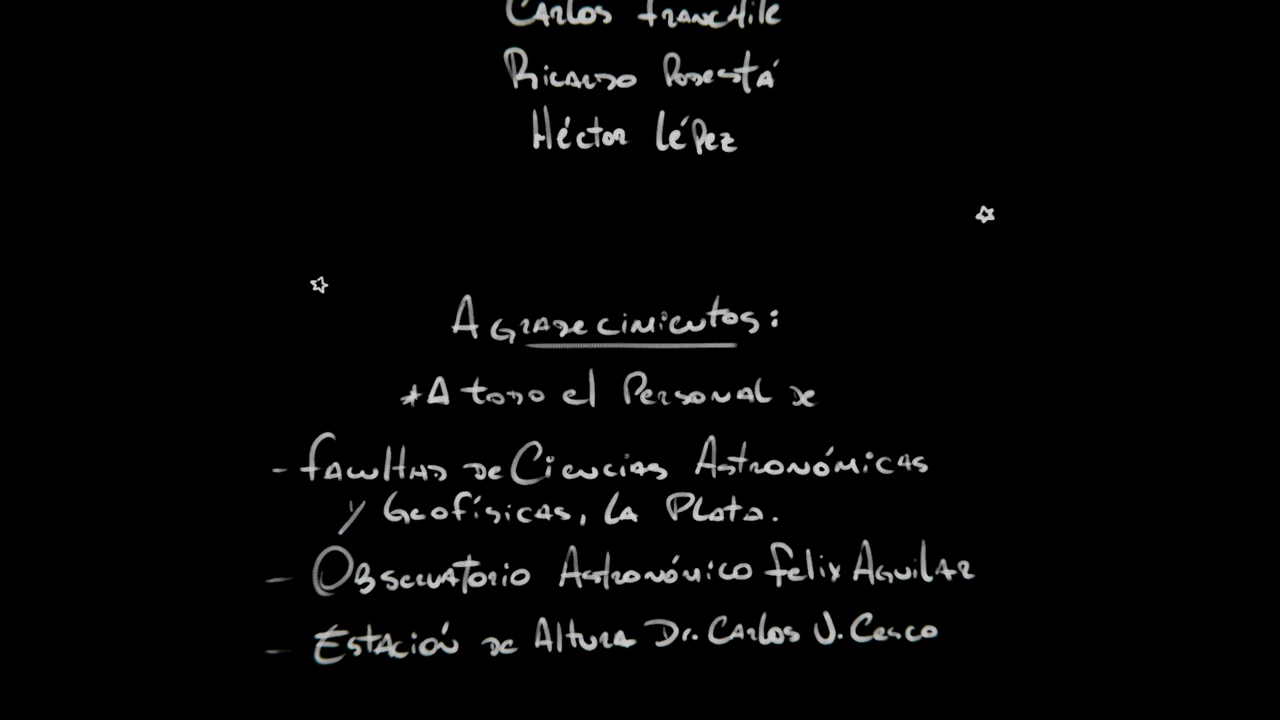 Carlos Franchile
Ricardo Podestá
Héctor LéPez
Agradecimientos:
*A todo el Personal de
- Facultad de Ciencias Astronómicas
y Geofísicas, La Plata.
- Observatorio Astronómico Felix Aguilar
- Estación de Altura Dr. Carlos U. Cesco